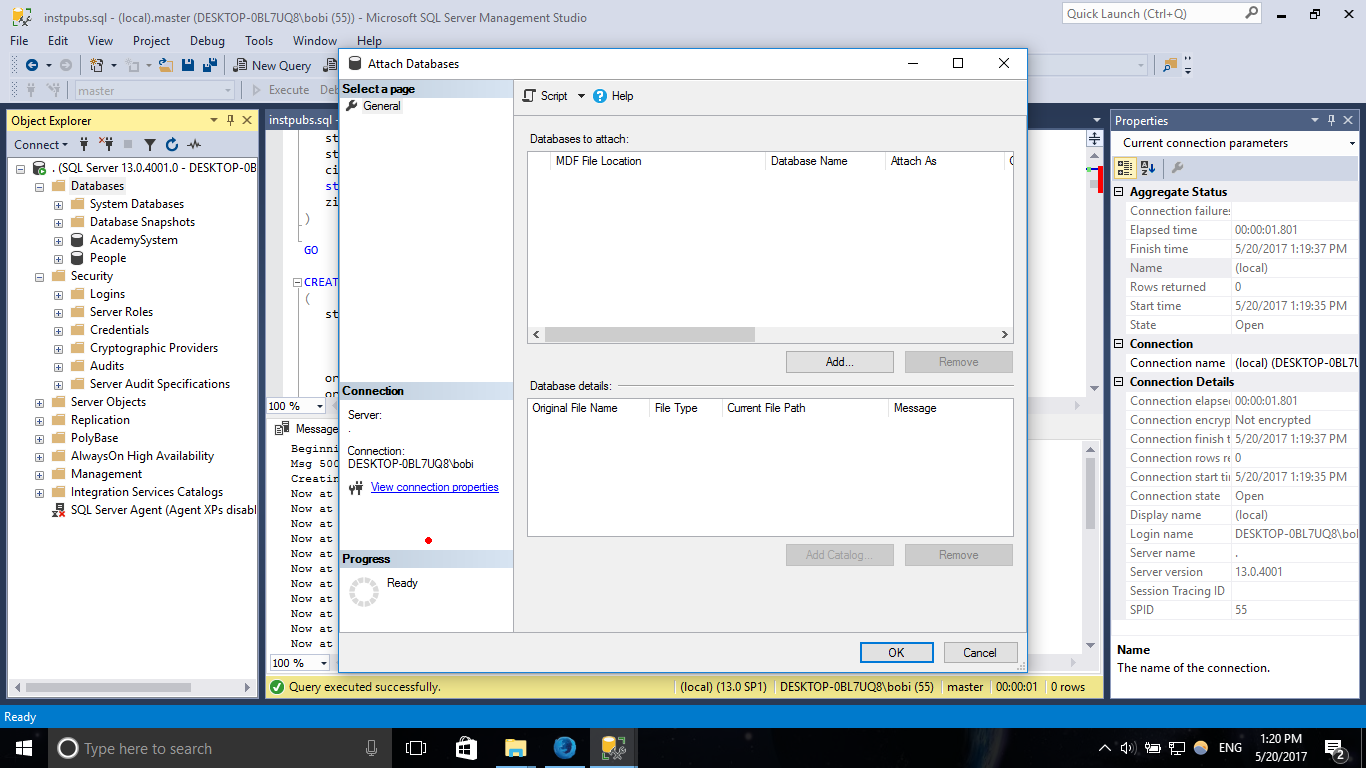 instpubs.sql - (local).master (DESKTOP-0BL7UQ8\bobi (55)) - Microsoft SQL Server Management Studio
Quick Launch (Ctrl+Q)
File Edit View Project Debug Tools Window Help
New Query
master
Execute
Object Explorer
Connect
. (SQL Server 13.0.4001.0 - DESKTOP-0B
Databases
System Databases
Database Snapshots
AcademySystem
People
Security
Logins
Server Roles
Credentials
Cryptographic Providers
Audits
Server Audit Specifications
Server Objects
Replication
PolyBase
AlwaysOn High Availability
Management
Integration Services Catalogs
SQL Server Agent (Agent XPs disabl
instpubs.sql -
st
st
ci
st
zi
)
GO
CREAT
(
st
on
on
100 %
Message
Beginni
Msg 500
Creatin
Now at
Now at
Now at
Now at
Now at
Now at
Now at
Now at
Now at
Now at
Now at
100 %
Attach Databases
Select a page
General
Script Help
Databases to attach:
MDF File Location Database Name Attach As
Add... Remove
Database details:
Original File Name File Type Current File Path Message
Add Catalog... Remove
Connection
Server:
.
Connection:
DESKTOP-0BL7UQ8\bobi
View connection properties
Progress
Ready
OK Cancel
Properties
Current connection parameters
Aggregate Status
Connection failures
Elapsed time 00:00:01.801
Finish time 5/20/2017 1:19:37 PM
Name (local)
Rows returned 0
Start time 5/20/2017 1:19:35 PM
State Open
Connection
Connection name (local) (DESKTOP-0BL7U
Connection Details
Connection elapse 00:00:01.801
Connection encryp Not encrypted
Connection finish t 5/20/2017 1:19:37 PM
Connection rows re 0
Connection start ti 5/20/2017 1:19:35 PM
Connection state Open
Display name (local)
Login name DESKTOP-0BL7UQ8\bol
Server name .
Server version 13.0.4001
Session Tracing ID
SPID 55
Name
The name of the connection.
Query executed successfully. (local) (13.0 SP1) DESKTOP-0BL7UQ8\bobi (55) master 00:00:01 0 rows
Ready
Type here to search
ENG
1:20 PM
5/20/2017
2